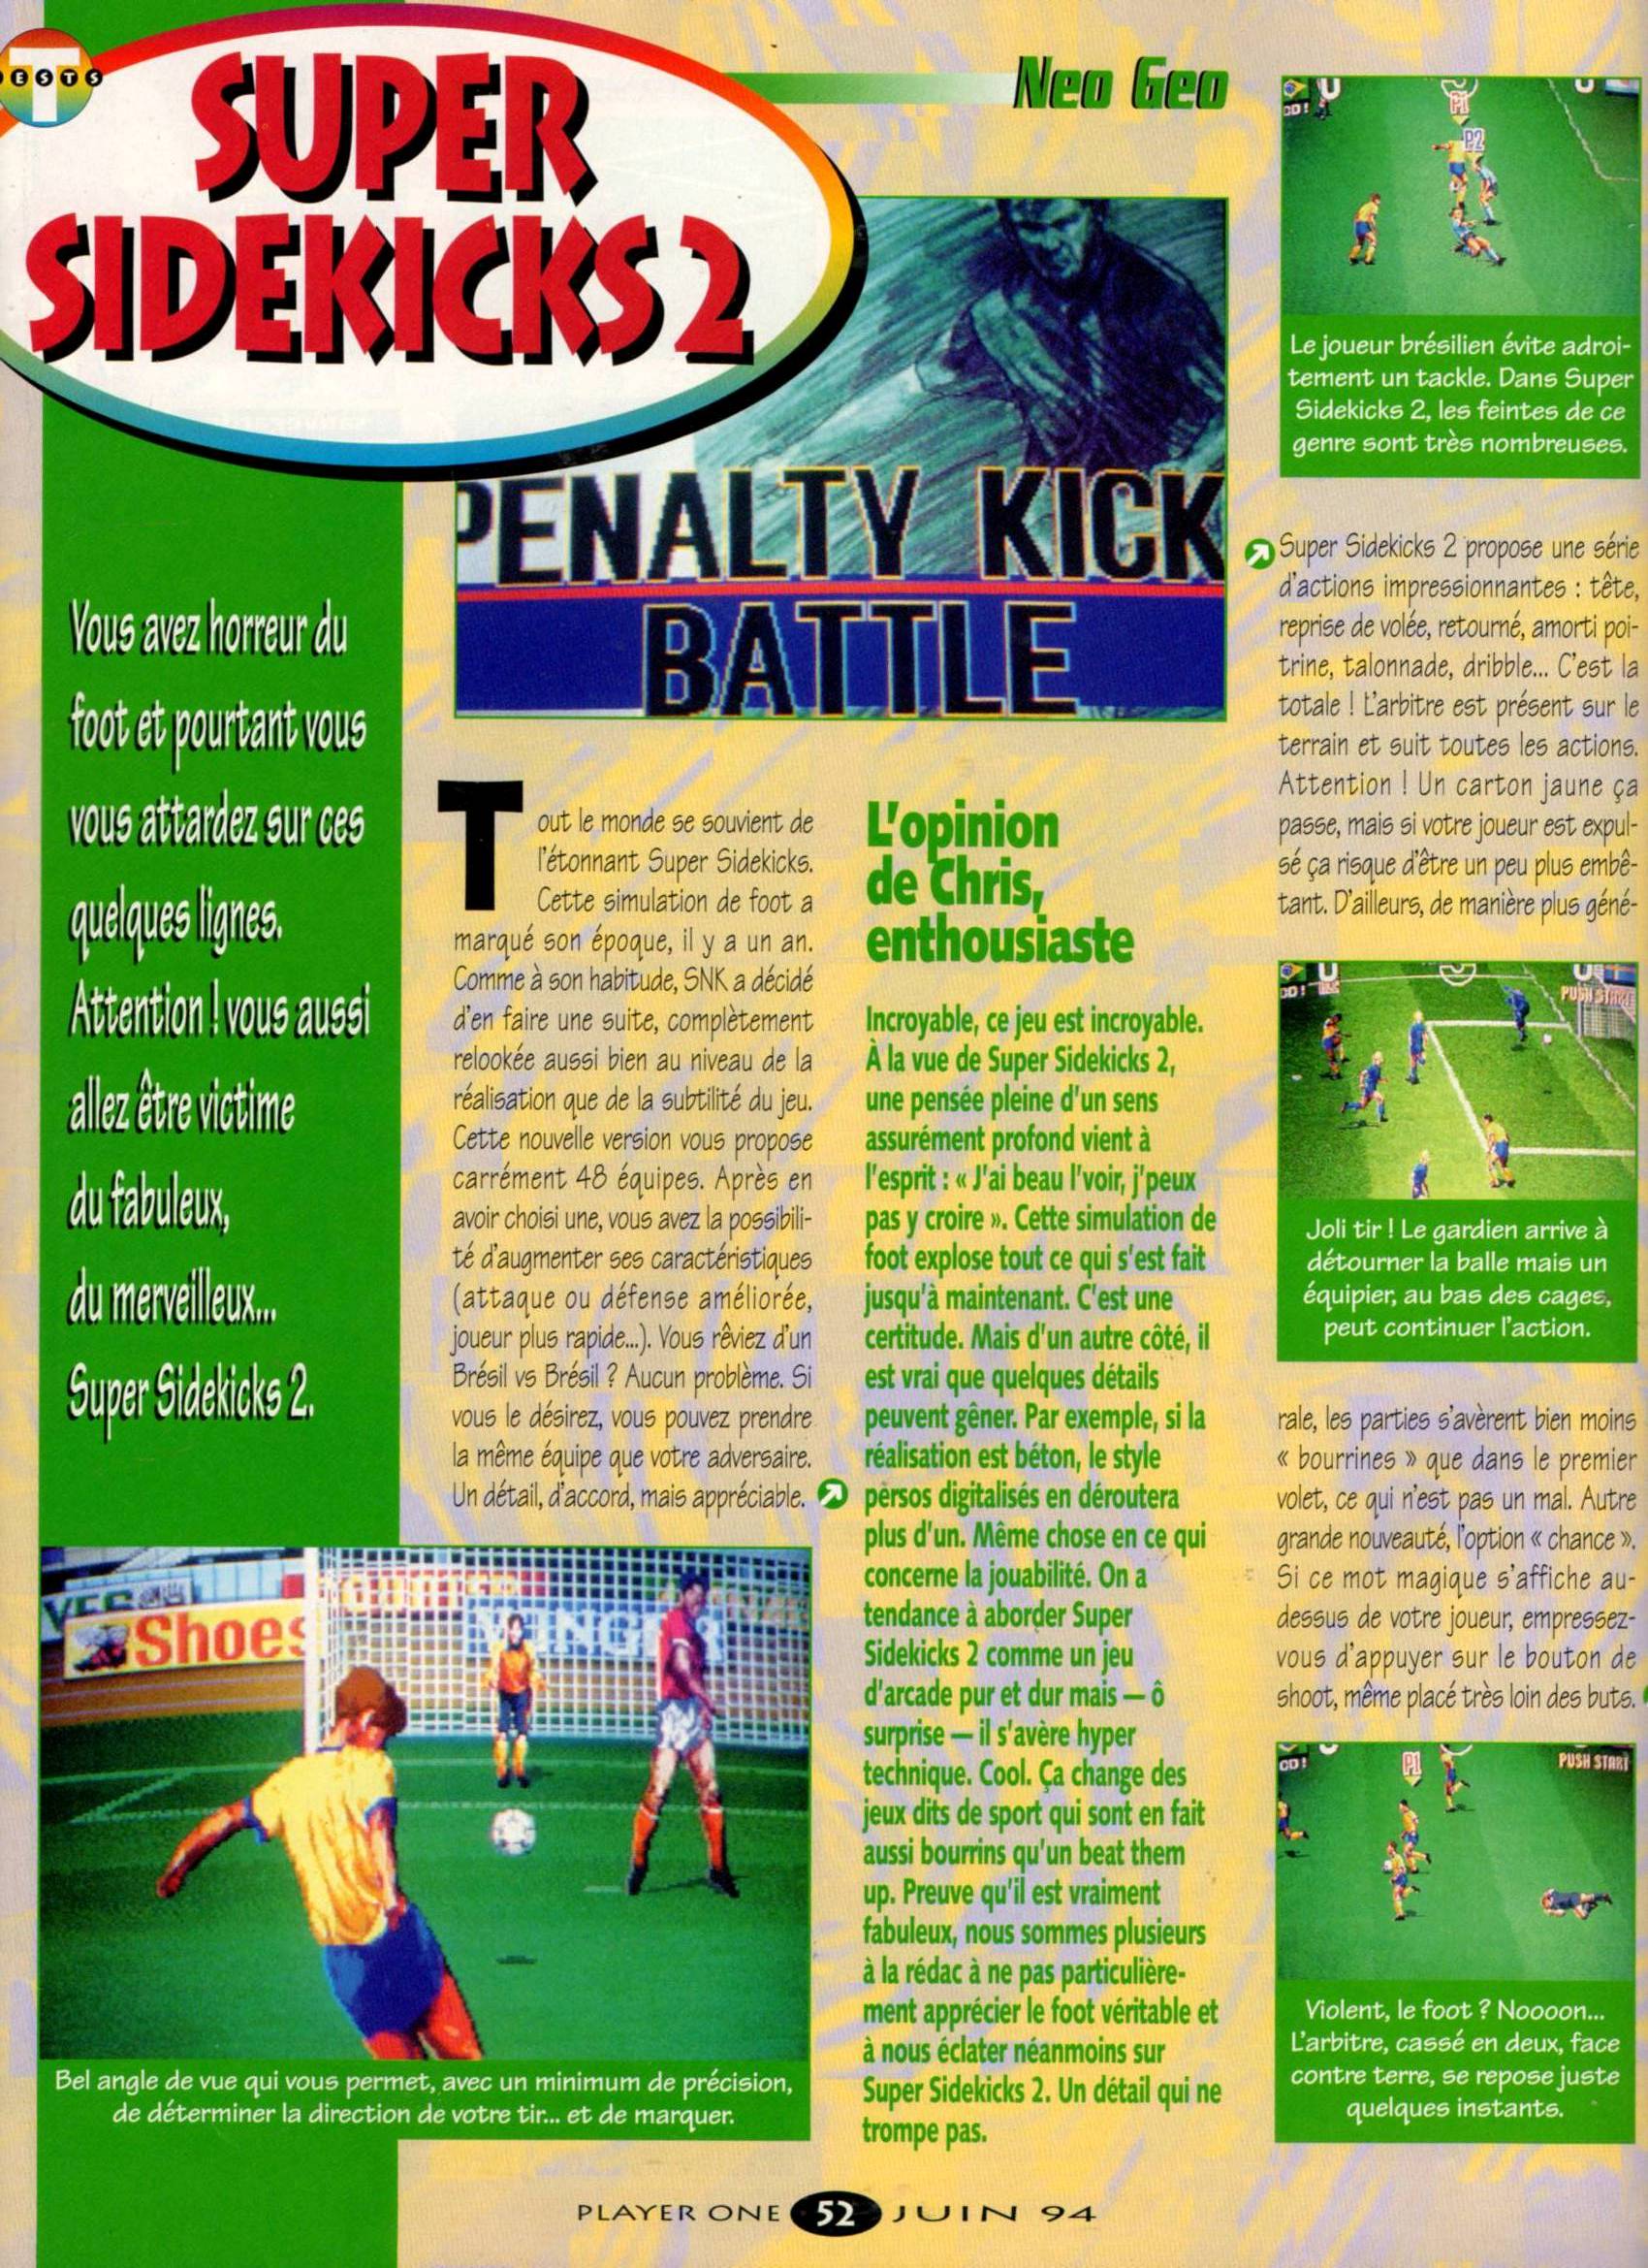 TESTS
SUPER
SIDEKICKS 2
Neo Geo
PENALTY KICK
BATTLE
Vous avez horreur du
foot et pourtant vous
vous attardez sur ces
quelques lignes.
Attention ! vous aussi
allez être victime
du fabuleux,
du merveilleux...
Super Sidekicks 2.
Tout le monde se souvient de
l'étonnant Super Sidekicks.
Cette simulation de foot a
marqué son époque, il y a un an.
Comme à son habitude, SNK a décidé
d'en faire une suite, complètement
relookée aussi bien au niveau de la
réalisation que de la subtilité du jeu.
Cette nouvelle version vous propose
carrément 48 équipes. Après en
avoir choisi une, vous avez la possibili-
té d'augmenter ses caractéristiques
(attaque ou défense améliorée,
joueur plus rapide...). Vous rêviez d'un
Brésil vs Brésil ? Aucun problème. Si
vous le désirez, vous pouvez prendre
la même équipe que votre adversaire.
Un détail, d'accord, mais appréciable.
Shoes
Bel angle de vue qui vous permet, avec un minimum de précision,
de déterminer la direction de votre tir... et de marquer.
L'opinion
de Chris,
enthousiaste
Incroyable, ce jeu est incroyable.
À la vue de Super Sidekicks 2,
une pensée pleine d'un sens
assurément profond vient à
l'esprit : « J'ai beau l'voir, j'peux
pas y croire ». Cette simulation de
foot explose tout ce qui s'est fait
jusqu'à maintenant. C'est une
certitude. Mais d'un autre côté, il
est vrai que quelques détails
peuvent gêner. Par exemple, si la
réalisation est béton, le style
persos digitalisés en déroutera
plus d'un. Même chose en ce qui
concerne la jouabilité. On a
tendance à aborder Super
Sidekicks 2 comme un jeu
d'arcade pur et dur mais — ô
surprise — il s'avère hyper
technique. Cool. Ça change des
jeux dits de sport qui sont en fait
aussi bourrins qu'un beat them
up. Preuve qu'il est vraiment
fabuleux, nous sommes plusieurs
à la rédac à ne pas particulière-
ment apprécier le foot véritable et
à nous éclater néanmoins sur
Super Sidekicks 2. Un détail qui ne
trompe pas.
P1
P2
Le joueur brésilien évite adroi-
tement un tackle. Dans Super
Sidekicks 2, les feintes de ce
genre sont très nombreuses.
Super Sidekicks 2 propose une série
d'actions impressionnantes : tête,
reprise de volée, retourné, amorti poi-
trine, talonnade, dribble... C'est la
totale ! L'arbitre est présent sur le
terrain et suit toutes les actions.
Attention ! Un carton jaune ça
passe, mais si votre joueur est expul-
sé ça risque d'être un peu plus embê-
tant. D'ailleurs, de manière plus géné-
PUSH START
Joli tir ! Le gardien arrive à
détourner la balle mais un
équipier, au bas des cages,
peut continuer l'action.
rale, les parties s'avèrent bien moins
« bourrines » que dans le premier
volet, ce qui n'est pas un mal. Autre
grande nouveauté, l'option « chance ».
Si ce mot magique s'affiche au-
dessus de votre joueur, empressez-
vous d'appuyer sur le bouton de
shoot, même placé très loin des buts.
P1
PUSH START
Violent, le foot ? Noooon...
L'arbitre, cassé en deux, face
contre terre, se repose juste
quelques instants.
PLAYER ONE 52 JUIN 94